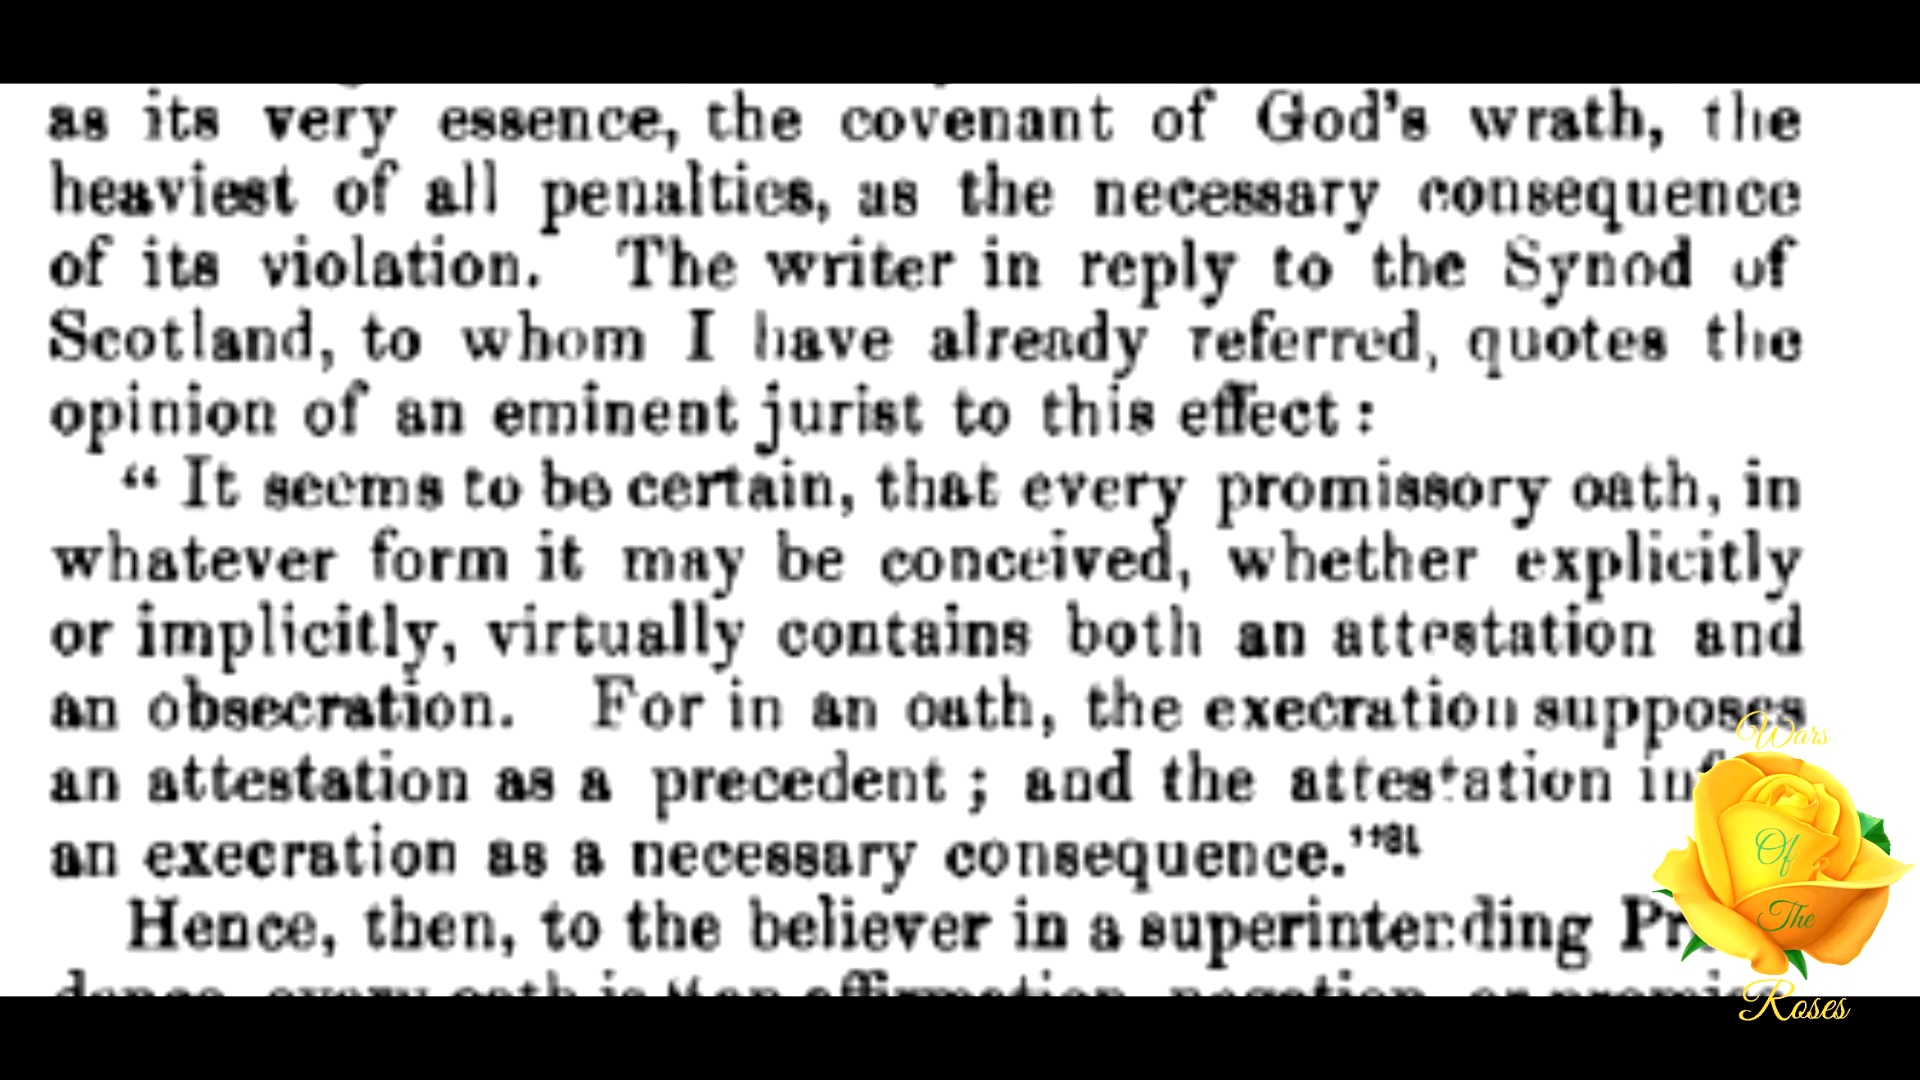 as its very essence, the covenant of God's wrath, the
heaviest of all penalties, as the necessary consequence
of its violation. The writer in reply to the Synod of
Scotland, to whom I have already referred, quotes the
opinion of an eminent jurist to this effect :
“ It seems to be certain, that every promissory oath, in
whatever form it may be conceived, whether explicitly
or implicitly, virtually contains both an attestation and
an obsecration. For in an oath, the execration supposes
an attestation as a precedent ; and the attestation
an execration as a necessary consequence.”31
Hence, then, to the believer in a superintending
Wars
Of
The
Roses